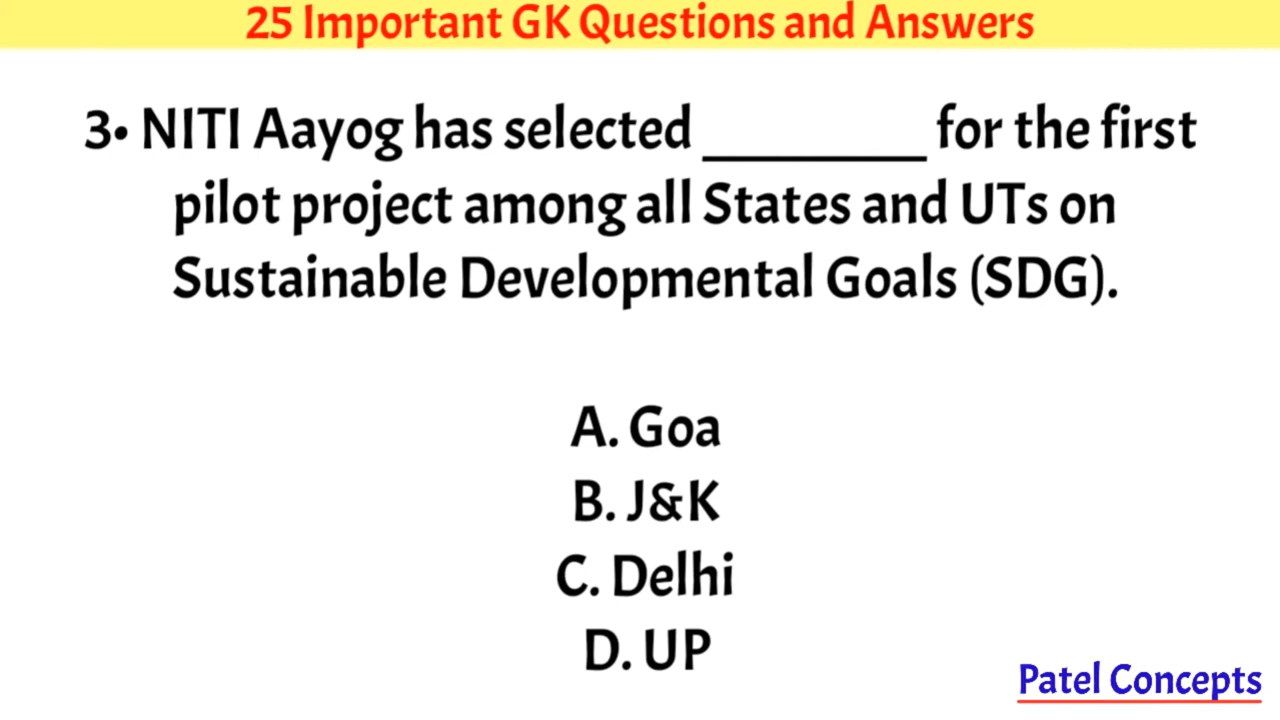 25 Important GK Questions and Answers
3• NITI Aayog has selected ________ for the first
pilot project among all States and UTs on
Sustainable Developmental Goals (SDG).
A. Goa
B. J&K
C. Delhi
D. UP
Patel Concepts